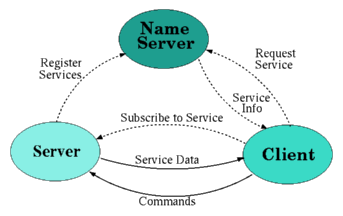 Name
Server
Register
Services
Request
Service
Service
Info
Subscribe to Service
Server
Service Data
Client
Commands